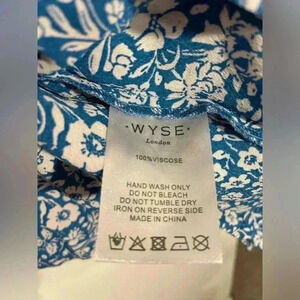 ·WYSE·
London
100%VISCOSE
HAND WASH ONLY
DO NOT BLEACH
DO NOT TUMBLE DRY
IRON ON REVERSE SIDE
MADE IN CHINA